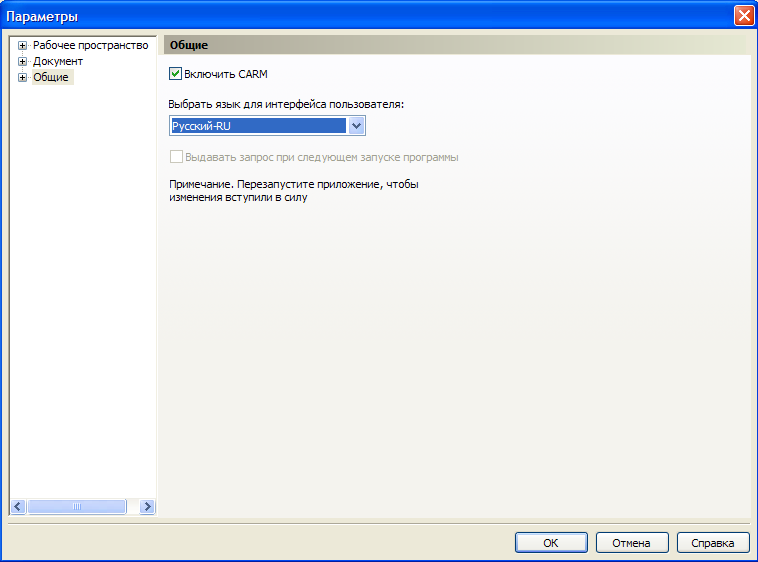 Параметры
Рабочее пространство
Документ
Общие
Общие
Включить CARM
Выбрать язык для интерфейса пользователя:
Русский-RU
Выдавать запрос при следующем запуске программы
Примечание. Перезапустите приложение, чтобы
изменения вступили в силу
OK
Отмена
Справка